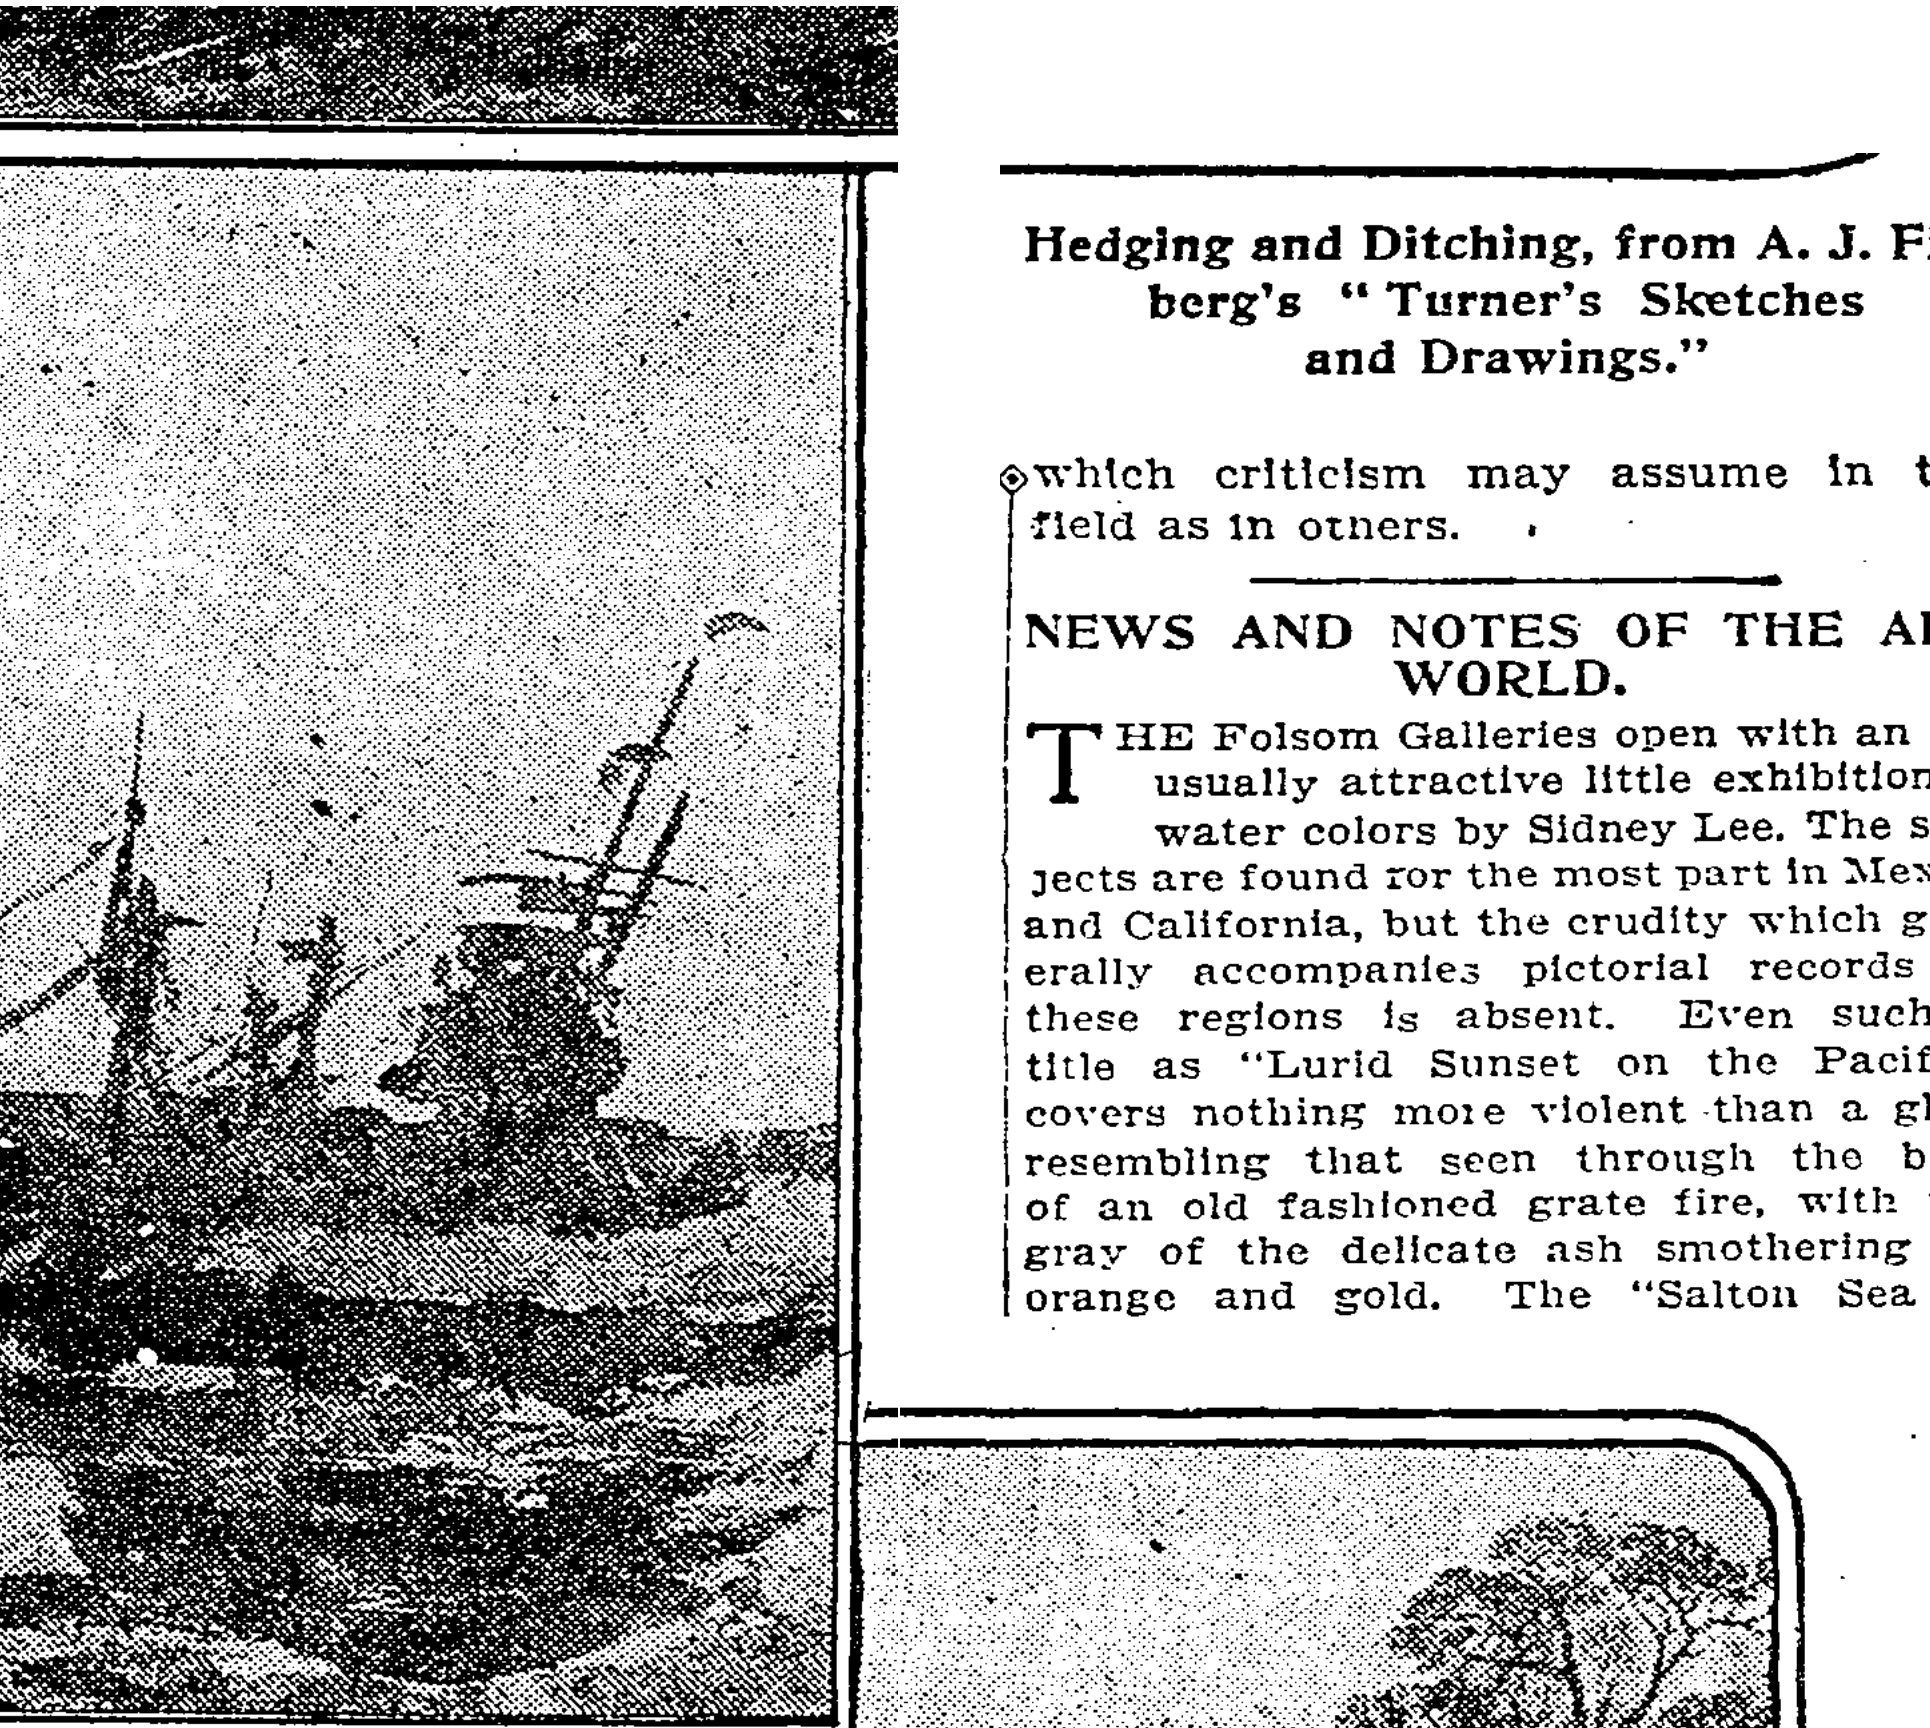 Hedging and Ditching, from A. J.
berg's " Turner's Sketches
and Drawings."
which criticism may assume in
field as in others.
NEWS AND NOTES OF THE
WORLD.
THE Folsom Galleries open with an
usually attractive little exhibition
water colors by Sidney Lee. The
jects are found for the most part in
and California, but the crudity which
erally accompanies pictorial records
these regions is absent. Even such
title as "Lurid Sunset on the
covers nothing more violent than a
resembling that seen through the
of an old fashioned grate fire, with
gray of the delicate ash smothering
orange and gold. The "Salton Sea